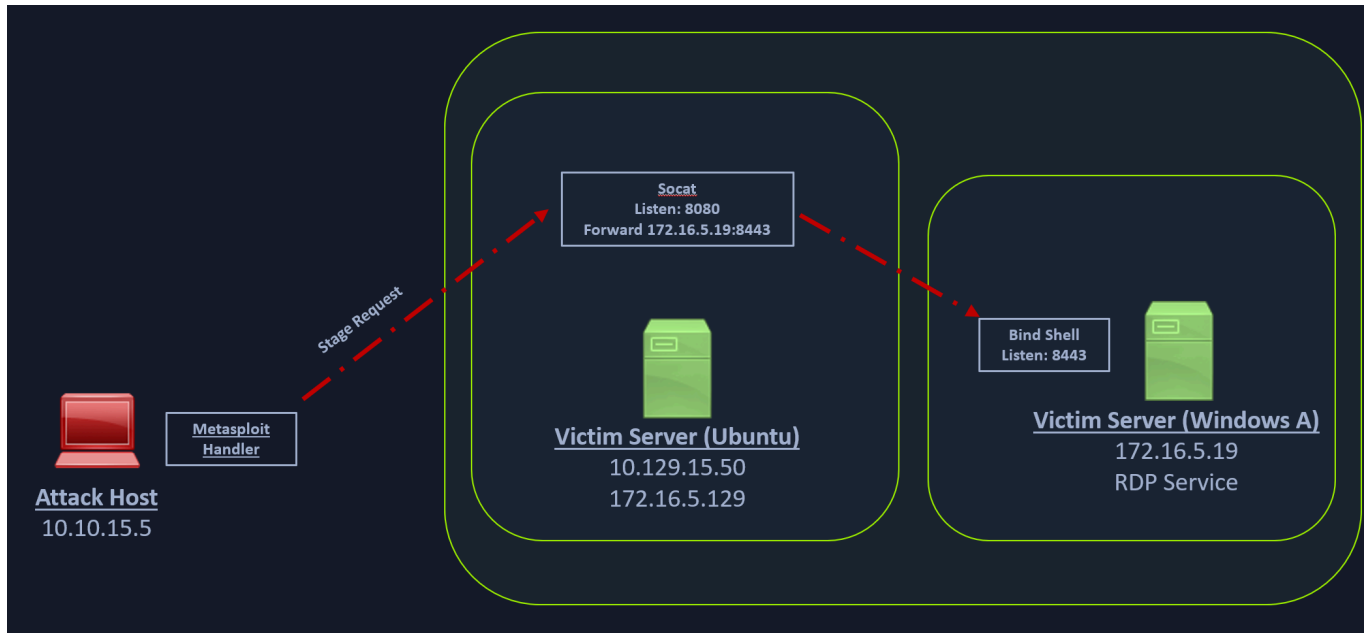 Socat
Listen: 8080
Forward 172.16.5.19:8443
Stage Request
Bind Shell
Listen: 8443
Metasploit
Handler
Attack Host
10.10.15.5
Victim Server (Ubuntu)
10.129.15.50
172.16.5.129
Victim Server (Windows A)
172.16.5.19
RDP Service